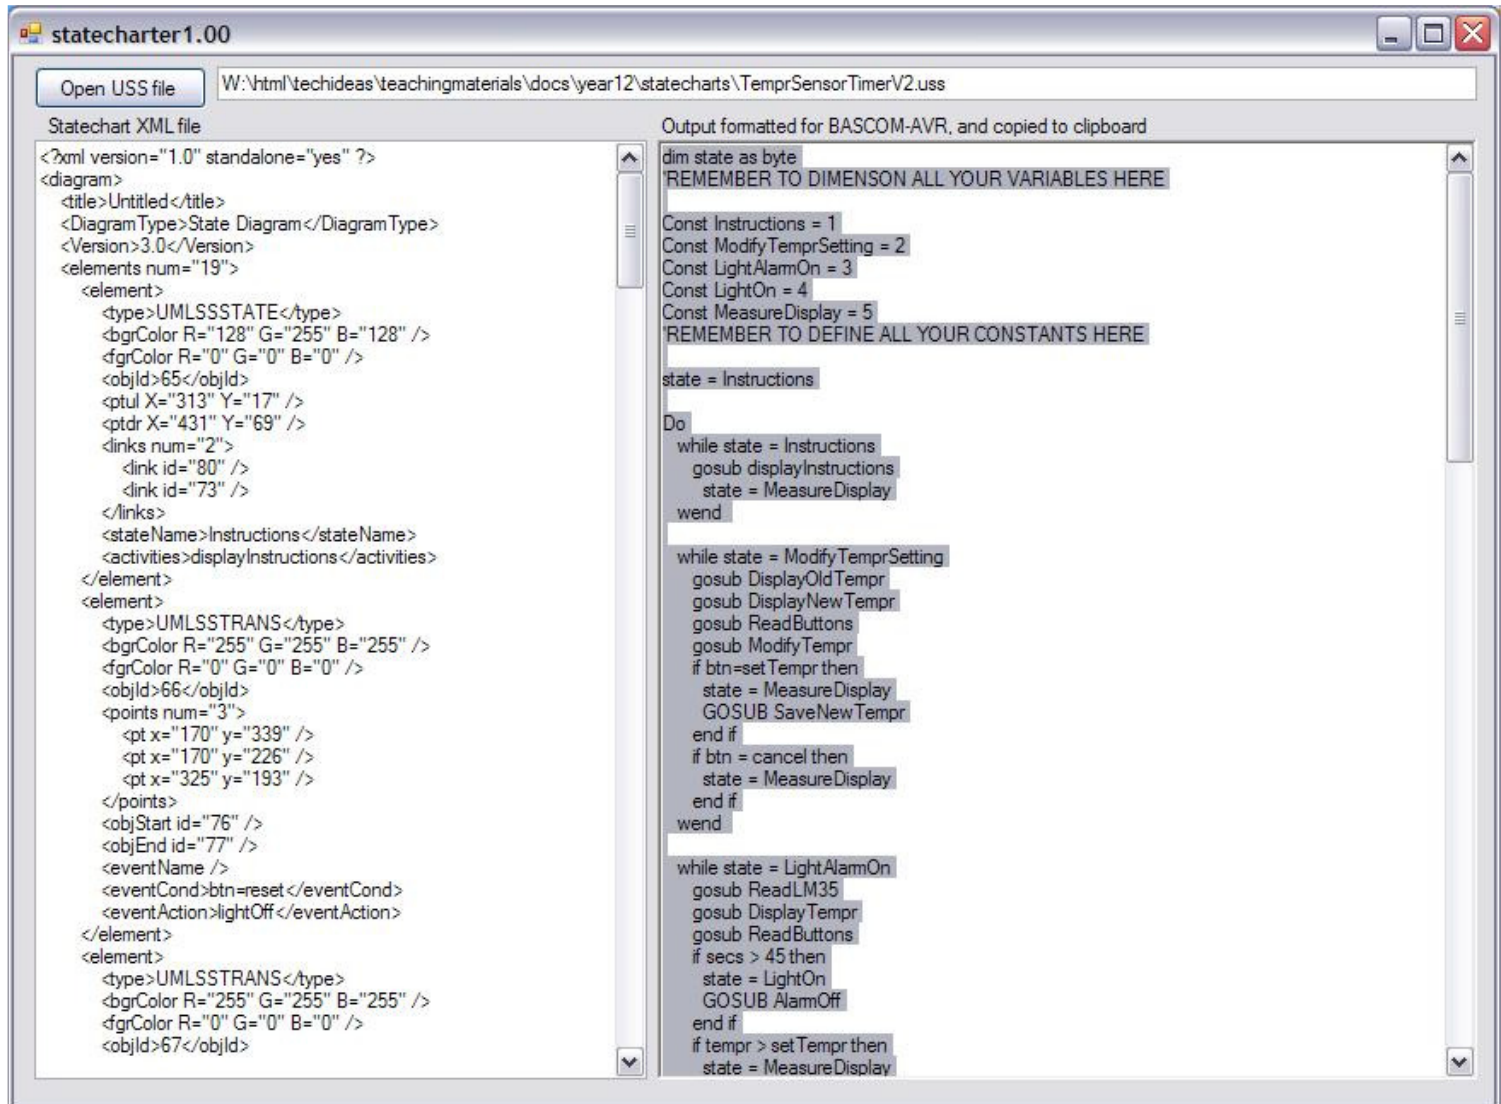 statecharter1.00
Open USS file
W:\html\techideas\teachingmaterials\docs\year12\statecharts\TemprSensorTimerV2.uss
Statechart XML file
<?xml version="1.0" standalone="yes" ?>
<diagram>
<title>Untitled</title>
<DiagramType>State Diagram</DiagramType>
<Version>3.0</Version>
<elements num="19">
<element>
<type>UMLSSSTATE</type>
<bgrColor R="128" G="255" B="128" />
<fgrColor R="0" G="0" B="0" />
<objId>65</objId>
<ptul X="313" Y="17" />
<ptdr X="431" Y="69" />
<links num="2">
<link id="80" />
<link id="73" />
</links>
<stateName>Instructions</stateName>
<activities>displayInstructions</activities>
</element>
<element>
<type>UMLSSTRANS</type>
<bgrColor R="255" G="255" B="255" />
<fgrColor R="0" G="0" B="0" />
<objId>66</objId>
<points num="3">
<pt x="170" y="339" />
<pt x="170" y="226" />
<pt x="325" y="193" />
</points>
<objStart id="76" />
<objEnd id="77" />
<eventName />
<eventCond>btn=reset</eventCond>
<eventAction>lightOff</eventAction>
</element>
<element>
<type>UMLSSTRANS</type>
<bgrColor R="255" G="255" B="255" />
<fgrColor R="0" G="0" B="0" />
<objId>67</objId>
Output formatted for BASCOM-AVR, and copied to clipboard
dim state as byte
'REMEMBER TO DIMENSON ALL YOUR VARIABLES HERE
Const Instructions = 1
Const ModifyTemprSetting = 2
Const LightAlarmOn = 3
Const LightOn = 4
Const MeasureDisplay = 5
'REMEMBER TO DEFINE ALL YOUR CONSTANTS HERE
state = Instructions
Do
while state = Instructions
gosub displayInstructions
state = MeasureDisplay
wend
while state = ModifyTemprSetting
gosub DisplayOldTempr
gosub DisplayNewTempr
gosub ReadButtons
gosub ModifyTempr
if btn=setTempr then
state = MeasureDisplay
GOSUB SaveNewTempr
end if
if btn = cancel then
state = MeasureDisplay
end if
wend
while state = LightAlarmOn
gosub ReadLM35
gosub DisplayTempr
gosub ReadButtons
if secs > 45 then
state = LightOn
GOSUB AlarmOff
end if
if tempr > setTempr then
state = MeasureDisplay